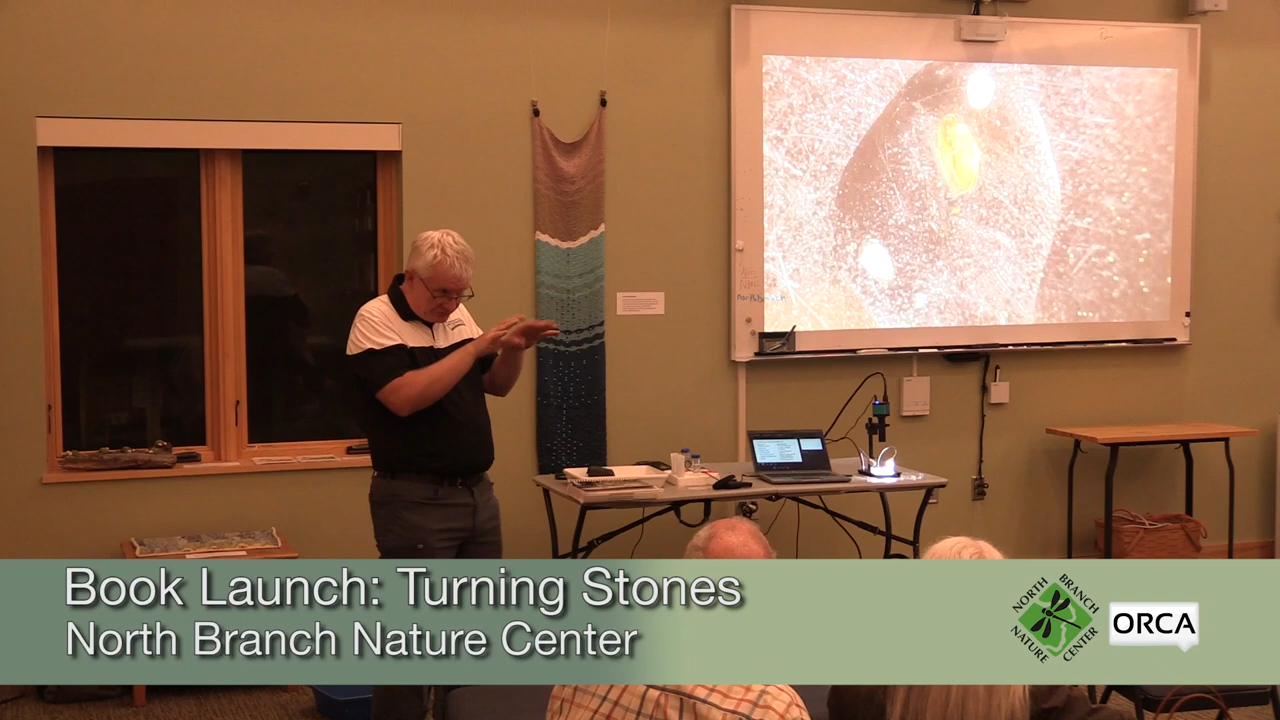 Book Launch: Turning Stones
North Branch Nature Center
NORTH BRANCH
NATURE CENTER
ORCA